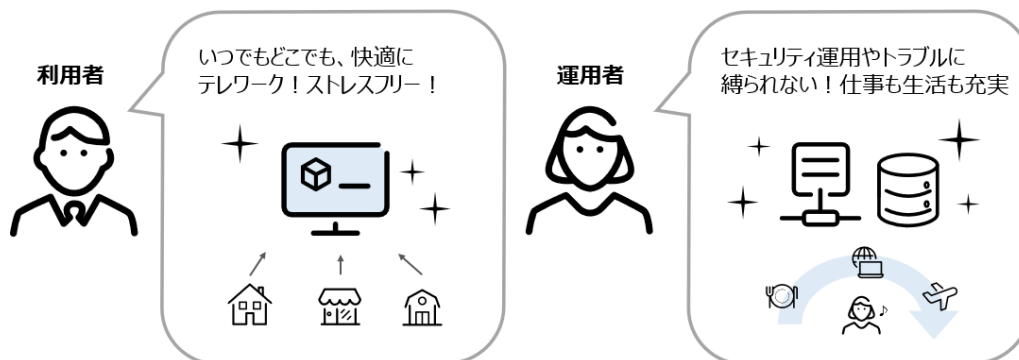 利用者
いつでもどこでも、快適に
テレワーク！ストレスフリー！
運用者
セキュリティ運用やトラブルに
縛られない！仕事も生活も充実